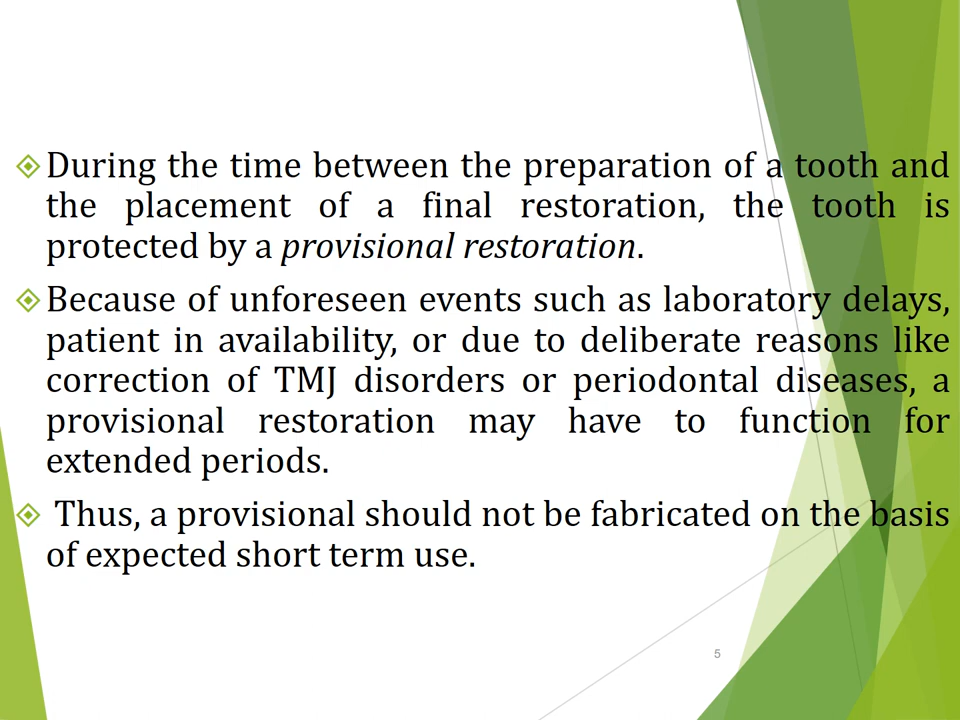 During the time between the preparation of a tooth and
the placement of a final restoration, the tooth is
protected by a provisional restoration.
Because of unforeseen events such as laboratory delays,
patient in availability, or due to deliberate reasons like
correction of TMJ disorders or periodontal diseases, a
provisional restoration may have to function for
extended periods.
Thus, a provisional should not be fabricated on the basis
of expected short term use.
5